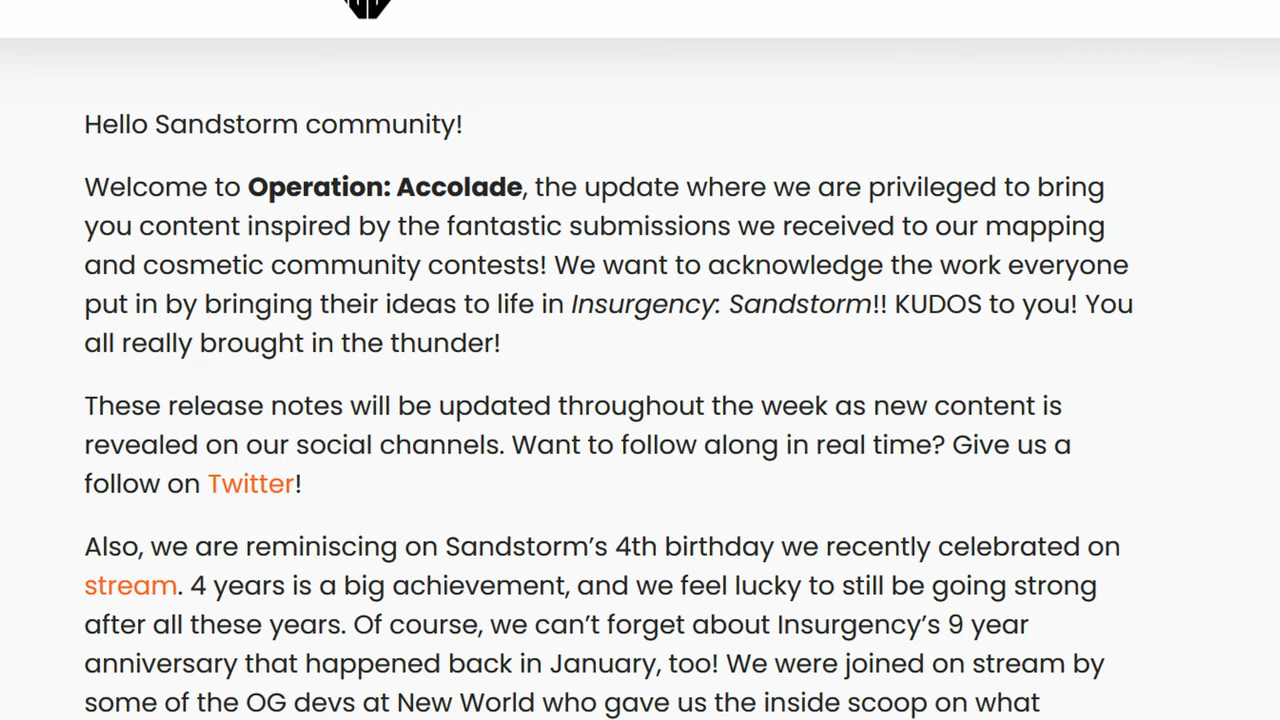 Hello Sandstorm community!
Welcome to Operation: Accolade, the update where we are privileged to bring
you content inspired by the fantastic submissions we received to our mapping
and cosmetic community contests! We want to acknowledge the work everyone
put in by bringing their ideas to life in Insurgency: Sandstorm!! KUDOS to you! You
all really brought in the thunder!
These release notes will be updated throughout the week as new content is
revealed on our social channels. Want to follow along in real time? Give us a
follow on Twitter!
Also, we are reminiscing on Sandstorm’s 4th birthday we recently celebrated on
stream. 4 years is a big achievement, and we feel lucky to still be going strong
after all these years. Of course, we can’t forget about Insurgency’s 9 year
anniversary that happened back in January, too! We were joined on stream by
some of the OG devs at New World who gave us the inside scoop on what